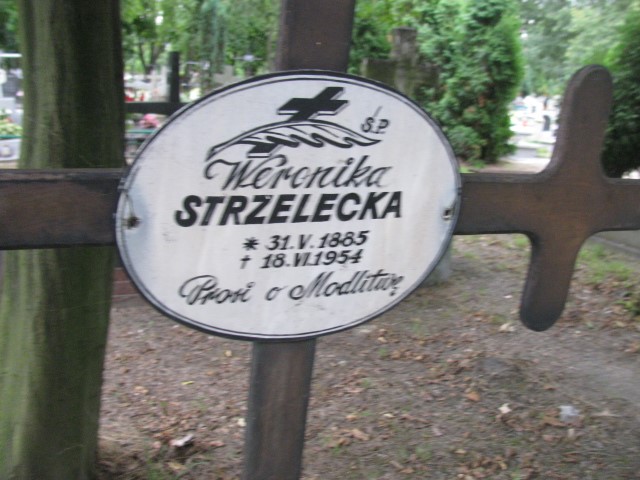 Ś.P.
Weronika
STRZELECKA
* 31.V.1885
† 18.VI.1954
Prosi o Modlitwę